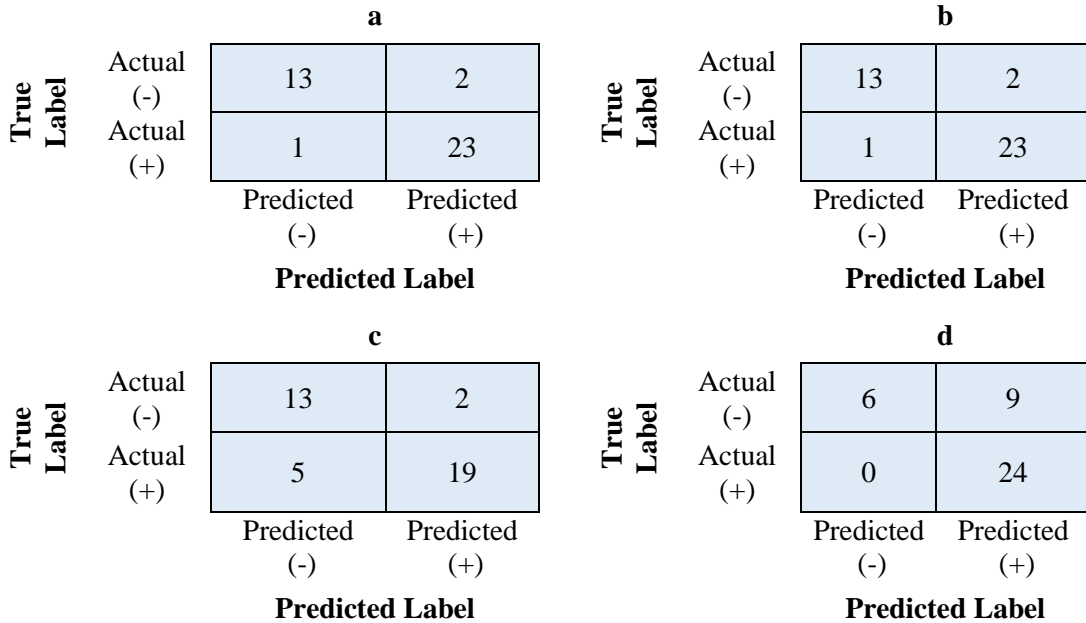 a
True
Label
Actual
(-)
13
2
Actual
(+)
1
23
Predicted
(-)
Predicted
(+)
Predicted Label
b
True
Label
Actual
(-)
13
2
Actual
(+)
1
23
Predicted
(-)
Predicted
(+)
Predicted Label
c
True
Label
Actual
(-)
13
2
Actual
(+)
5
19
Predicted
(-)
Predicted
(+)
Predicted Label
d
True
Label
Actual
(-)
6
9
Actual
(+)
0
24
Predicted
(-)
Predicted
(+)
Predicted Label